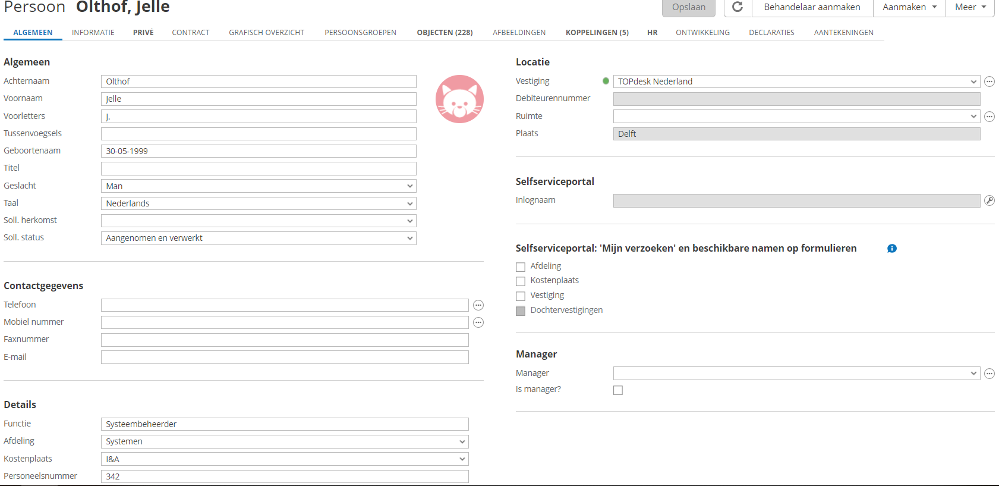 Persoon Olthof, Jelle
Opslaan Behandelaar aanmaken Aanmaken Meer
ALGEMEEN INFORMATIE PRIVÉ CONTRACT GRAFISCH OVERZICHT PERSOONSGROEPEN OBJECTEN (228) AFBEELDINGEN KOPPELINGEN (5) HR ONTWIKKELING DECLARATIES AANTEKENINGEN
Algemeen
Achternaam Olthof
Voornaam Jelle
Voorletters J.
Tussenvoegsels
Geboortenaam 30-05-1999
Titel
Geslacht Man
Taal Nederlands
Soll. herkomst
Soll. status Aangenomen en verwerkt
Contactgegevens
Telefoon
Mobiel nummer
Faxnummer
E-mail
Details
Functie Systeembeheerder
Afdeling Systemen
Kostenplaats I&A
Personeelsnummer 342
Locatie
Vestiging TOPdesk Nederland
Debiteurennummer
Ruimte
Plaats Delft
Selfserviceportal
Inlognaam
Selfserviceportal: 'Mijn verzoeken' en beschikbare namen op formulieren
Afdeling
Kostenplaats
Vestiging
Dochtervestigingen
Manager
Manager
Is manager?